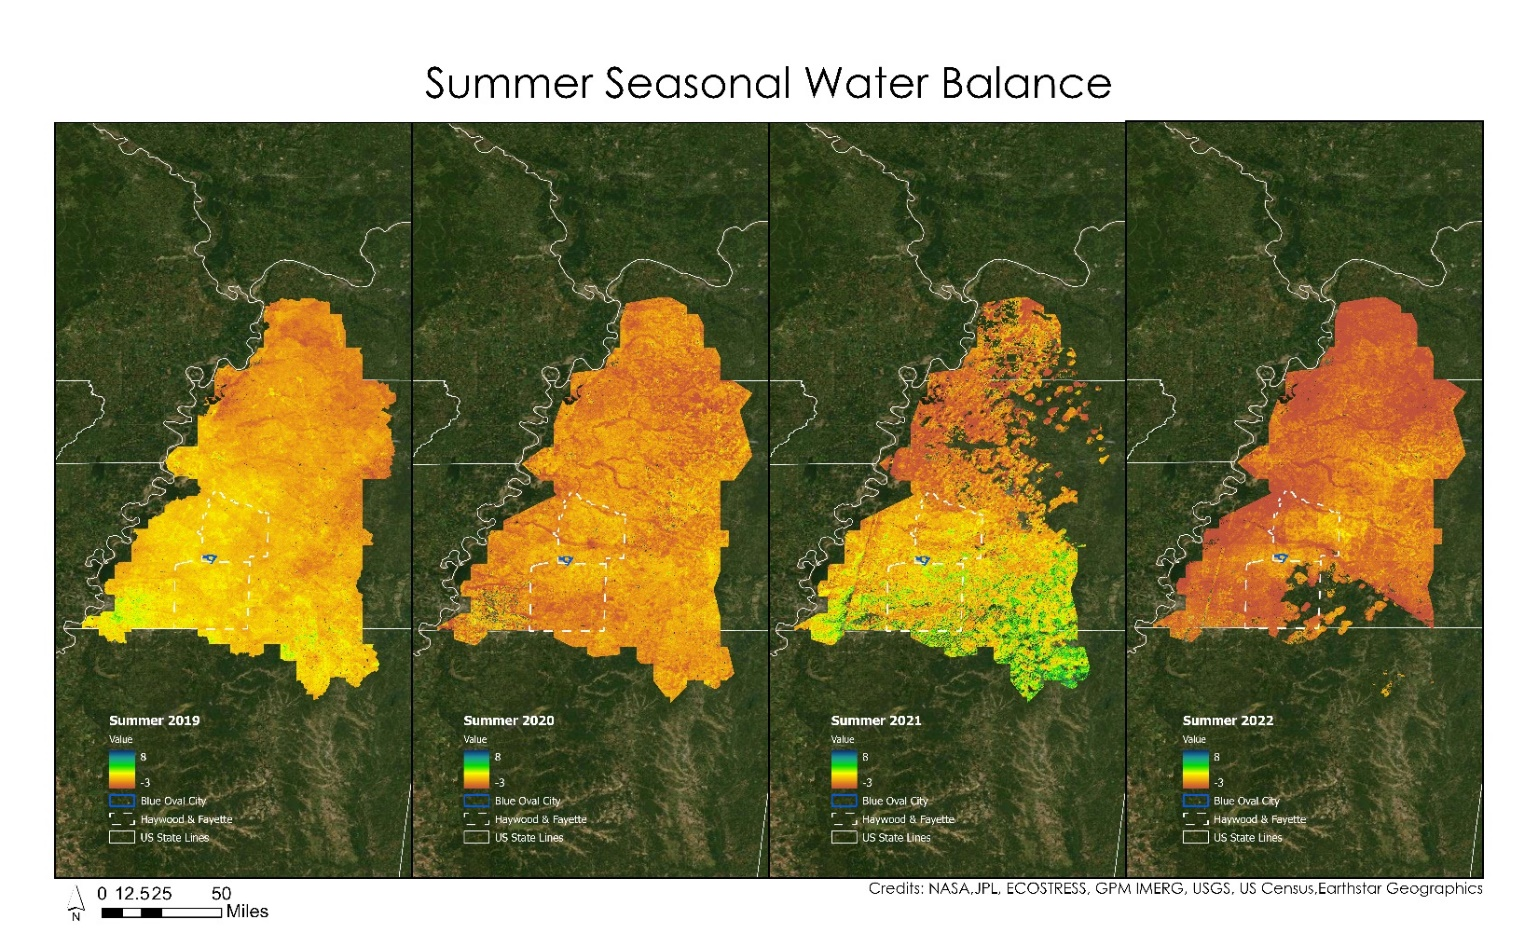 Summer Seasonal Water Balance
Summer 2019
Value
8
-3
Blue Oval City
Haywood & Fayette
US State Lines
Summer 2020
Value
8
-3
Blue Oval City
Haywood & Fayette
US State Lines
Summer 2021
Value
8
-3
Blue Oval City
Haywood & Fayette
US State Lines
Summer 2022
Value
8
-3
Blue Oval City
Haywood & Fayette
US State Lines
N
0 12.525 50
Miles
Credits: NASA,JPL, ECOSTRESS, GPM IMERG, USGS, US Census,Earthstar Geographics